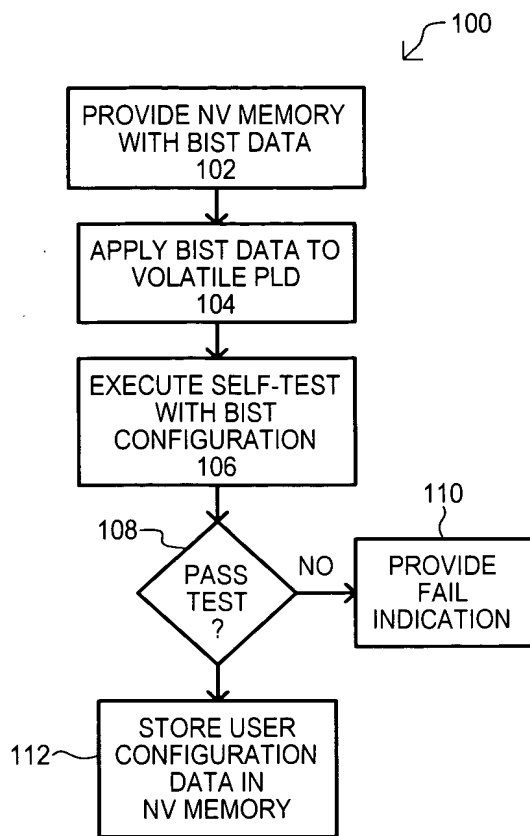 100
PROVIDE NV MEMORY
WITH BIST DATA
102
APPLY BIST DATA TO
VOLATILE PLD
104
EXECUTE SELF-TEST
WITH BIST
CONFIGURATION
106
108
PASS
TEST
?
NO
110
PROVIDE
FAIL
INDICATION
112
STORE USER
CONFIGURATION
DATA IN
NV MEMORY